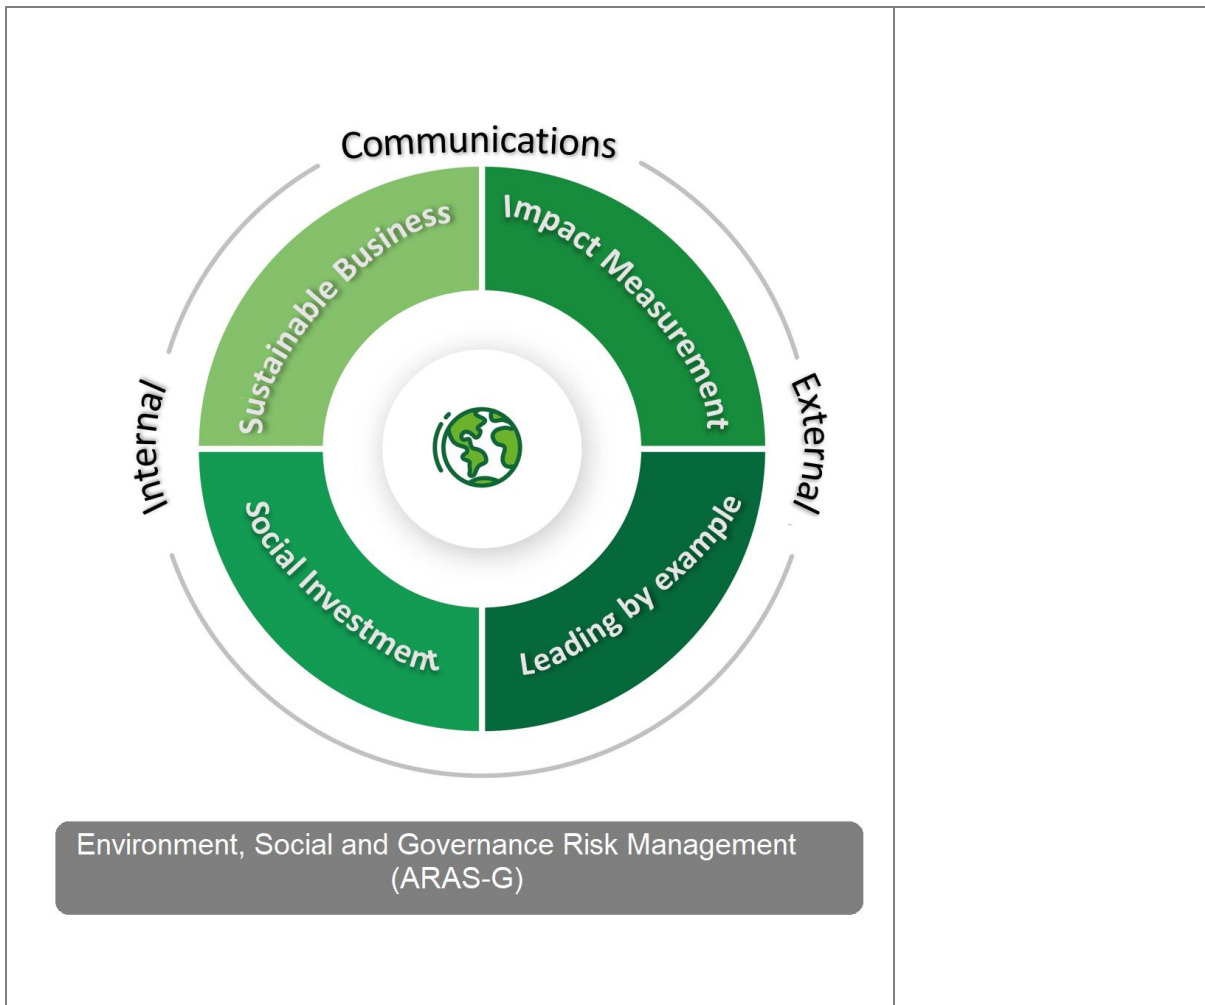 Communications
Sustainable Business
Impact Measurement
Internal
External
Social Investment
Leading by example
Environment, Social and Governance Risk Management
(ARAS-G)